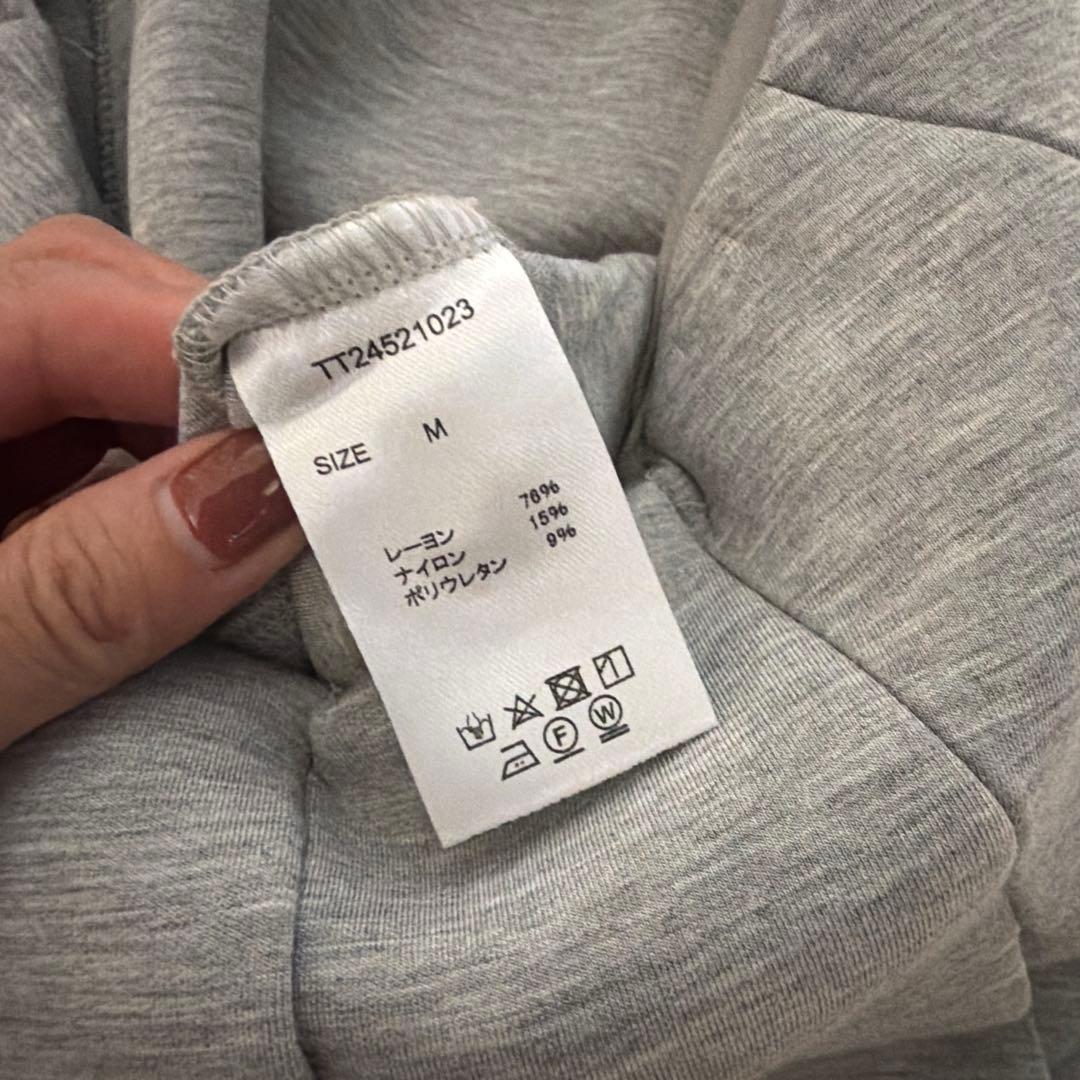 TT24521023
SIZE M
レーヨン 76%
ナイロン 15%
ポリウレタン 9%
F W